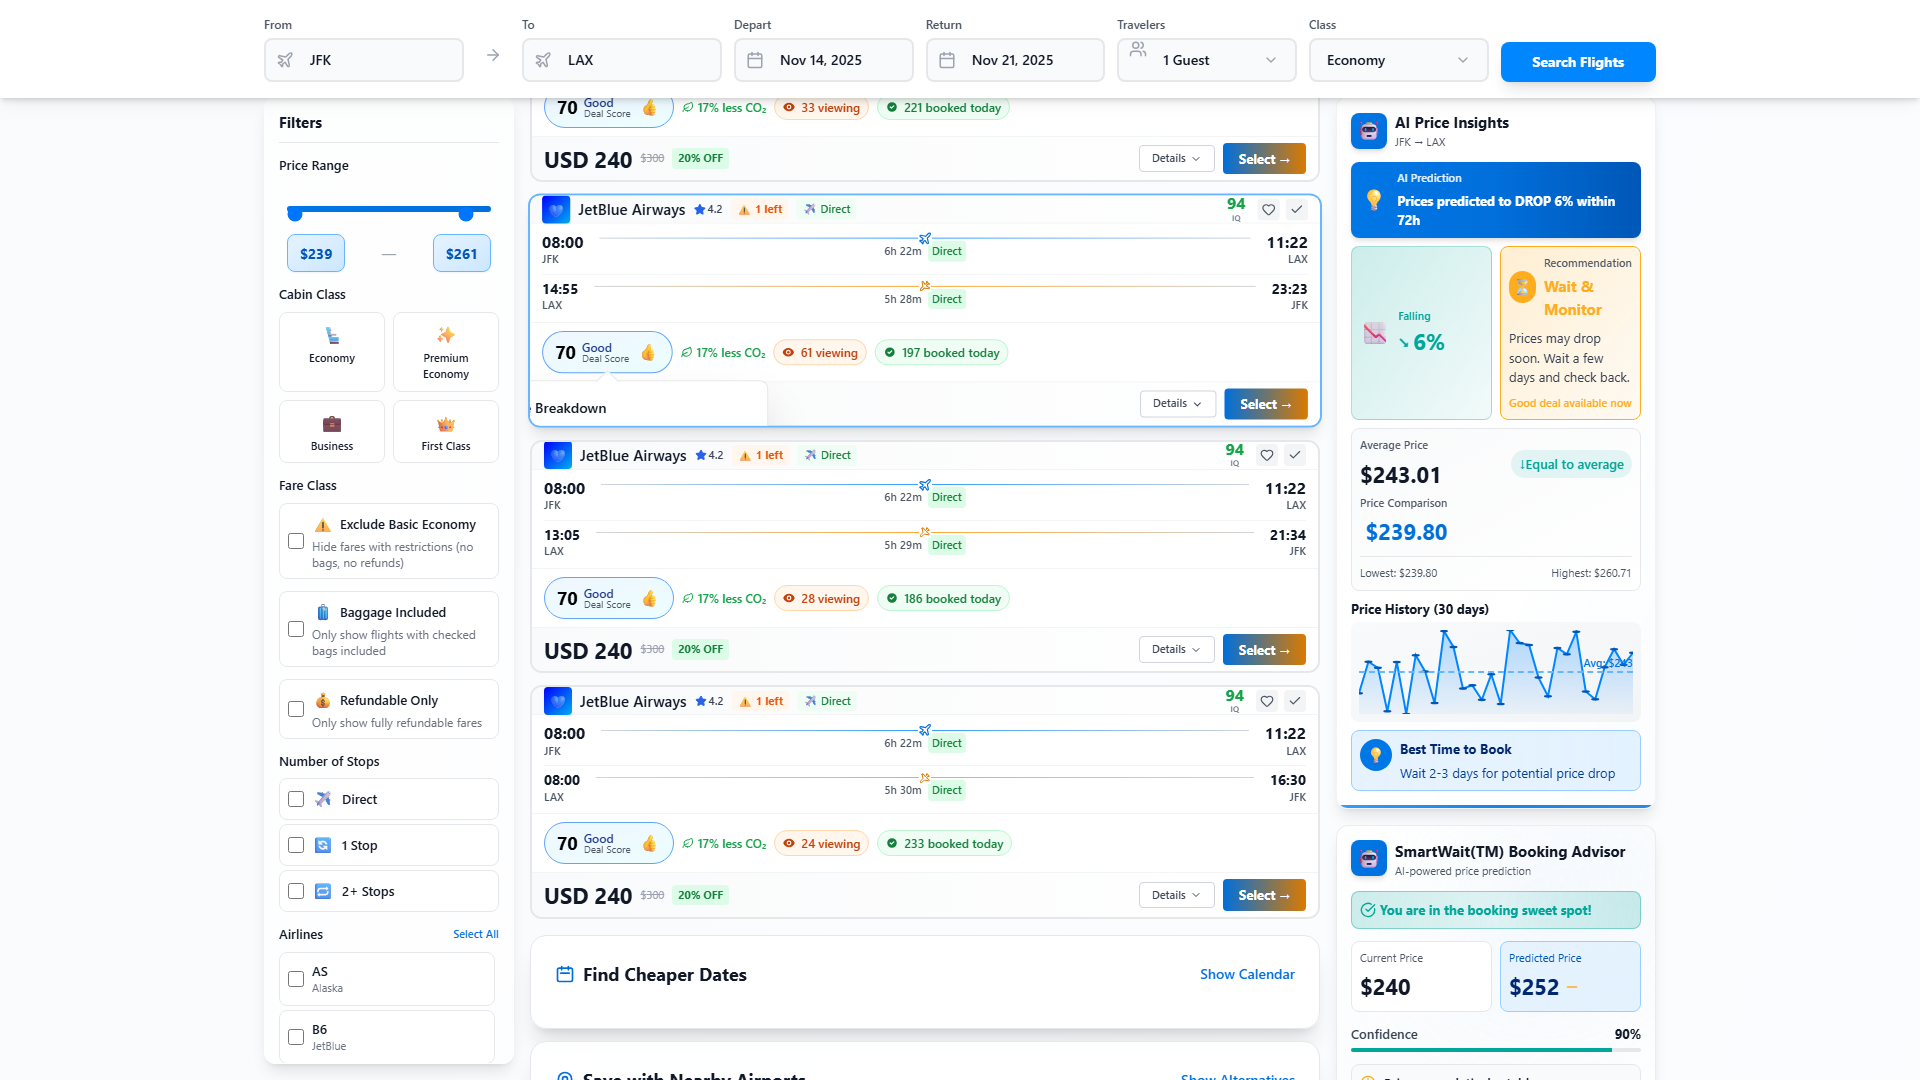 From
JFK
To
LAX
Depart
Nov 14, 2025
Return
Nov 21, 2025
Travelers
1 Guest
Class
Economy
Search Flights
Filters
Price Range
$239
—
$261
Cabin Class
Economy
Premium Economy
Business
First Class
Fare Class
Exclude Basic Economy
Hide fares with restrictions (no
bags, no refunds)
Baggage Included
Only show flights with checked
bags included
Refundable Only
Only show fully refundable fares
Number of Stops
Direct
1 Stop
2+ Stops
Airlines
Select All
AS
Alaska
B6
JetBlue
70 Good Deal Score
17% less CO₂
33 viewing
221 booked today
USD 240 $300 20% OFF
Details
Select →
JetBlue Airways 4.2 1 left Direct
94 IQ
08:00 JFK
6h 22m Direct
11:22 LAX
14:55 LAX
5h 28m Direct
23:23 JFK
70 Good Deal Score
17% less CO₂
61 viewing
197 booked today
Breakdown
Details
Select →
JetBlue Airways 4.2 1 left Direct
94 IQ
08:00 JFK
6h 22m Direct
11:22 LAX
13:05 LAX
5h 29m Direct
21:34 JFK
70 Good Deal Score
17% less CO₂
28 viewing
186 booked today
USD 240 $300 20% OFF
Details
Select →
JetBlue Airways 4.2 1 left Direct
94 IQ
08:00 JFK
6h 22m Direct
11:22 LAX
08:00 LAX
5h 30m Direct
16:30 JFK
70 Good Deal Score
17% less CO₂
24 viewing
233 booked today
USD 240 $300 20% OFF
Details
Select →
Find Cheaper Dates
Show Calendar
Save with Nearby Airports
Show Alternatives
AI Price Insights
JFK → LAX
AI Prediction
Prices predicted to DROP 6% within
72h
Falling
↘ 6%
Recommendation
Wait &
Monitor
Prices may drop
soon. Wait a few
days and check back.
Good deal available now
Average Price
$243.01
↓Equal to average
Price Comparison
$239.80
Lowest: $239.80
Highest: $260.71
Price History (30 days)
Avg: $243
Best Time to Book
Wait 2-3 days for potential price drop
SmartWait(TM) Booking Advisor
AI-powered price prediction
You are in the booking sweet spot!
Current Price
$240
Predicted Price
$252 −
Confidence
90%